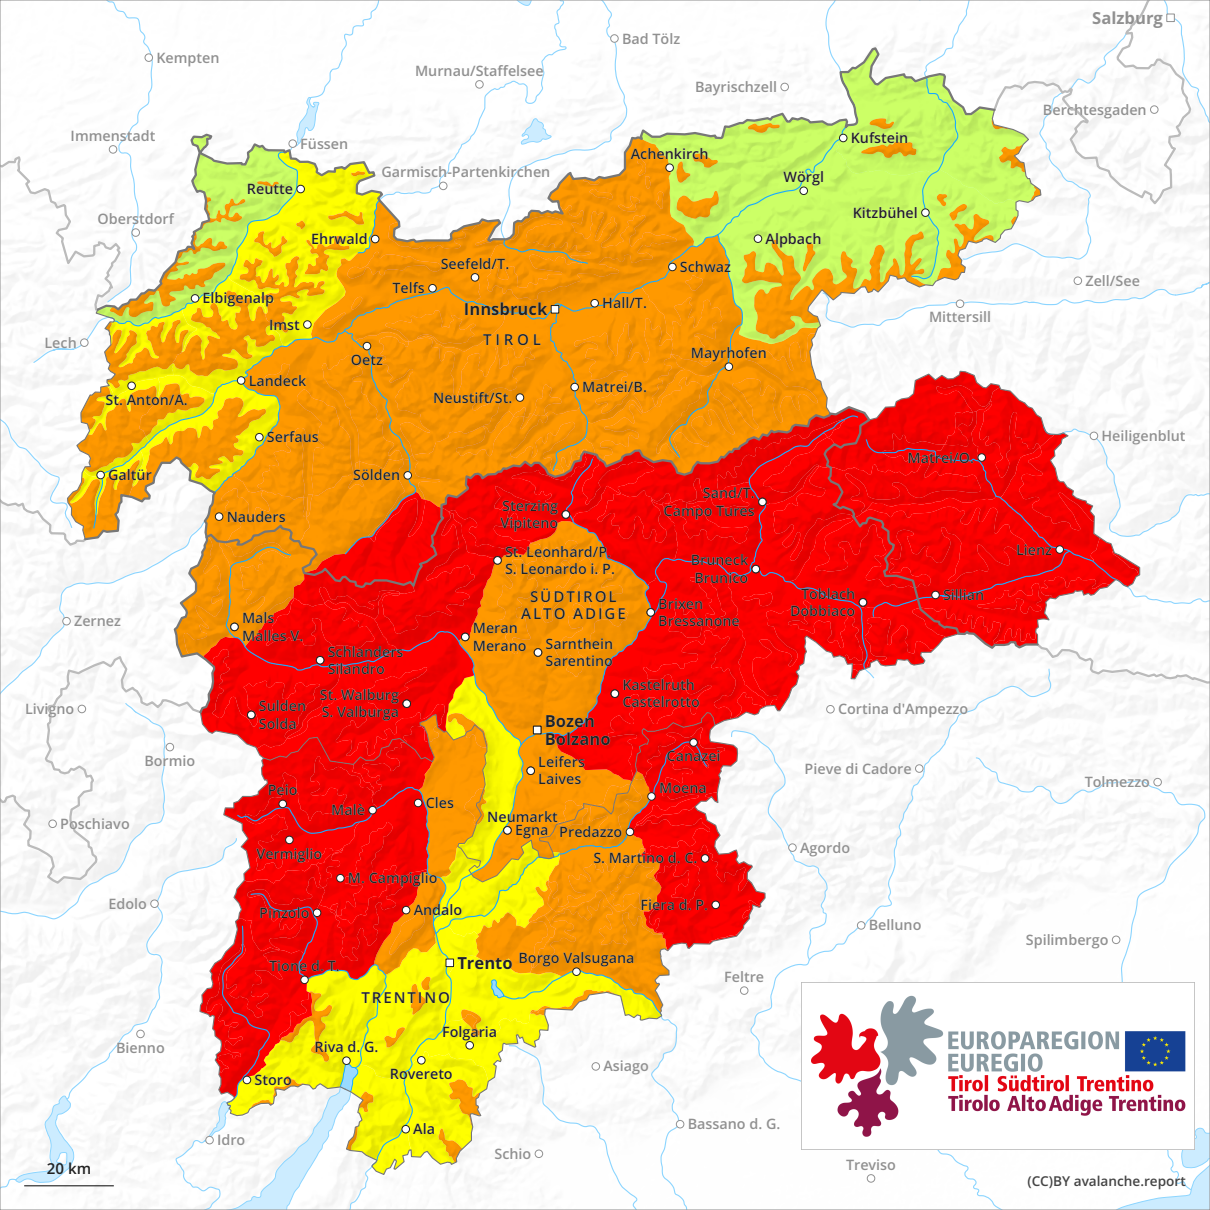 Salzburg
Bad Tölz
Kempten
Murnau/Staffelsee
Bayrischzell
Berchtesgaden
Immenstadt
Füssen
Kufstein
Achenkirch
Garmisch-Partenkirchen
Wörgl
Reutte
Oberstdorf
Kitzbühel
Ehrwald
Alpbach
Seefeld/T.
Schwaz
Zell/See
Telfs
Elbigenalp
Innsbruck
Hall/T.
Mittersill
Imst
TIROL
Lech
Oetz
Mayrhofen
Landeck
Matrei/B.
St. Anton/A.
Neustift/St.
Serfaus
Heiligenblut
Matrei/O.
Galtür
Sölden
Sand/T.
Campo Tures
Sterzing
Vipiteno
Nauders
St. Leonhard/P.
S. Leonardo i. P.
Lienz
Bruneck
Brunico
SÜDTIROL
ALTO ADIGE
Toblach
Dobbiaco
Sillian
Brixen
Bressanone
Zernez
Mals
Malles V.
Meran
Merano
Sarnthein
Sarentino
Schlanders
Silandro
Kastelruth
Castelrotto
St. Walburg
S. Valburga
Sulden
Solda
Livigno
Cortina d'Ampezzo
Bozen
Bolzano
Bormio
Canazei
Leifers
Laives
Pieve di Cadore
Tolmezzo
Peio
Moena
Malè
Cles
Neumarkt
Egna
Predazzo
Poschiavo
Vermiglio
Agordo
S. Martino d. C.
M. Campiglio
Edolo
Pinzolo
Andalo
Fiera d. P.
Belluno
Spilimbergo
Borgo Valsugana
Trento
Tione d. T.
Feltre
TRENTINO
Folgaria
Bienno
Riva d. G.
Rovereto
Asiago
Storo
EUROPAREGION
EUREGIO
Tirol Südtirol Trentino
Tirolo Alto Adige Trentino
Bassano d. G.
Ala
Idro
Schio
Treviso
20 km
(CC)BY avalanche.report